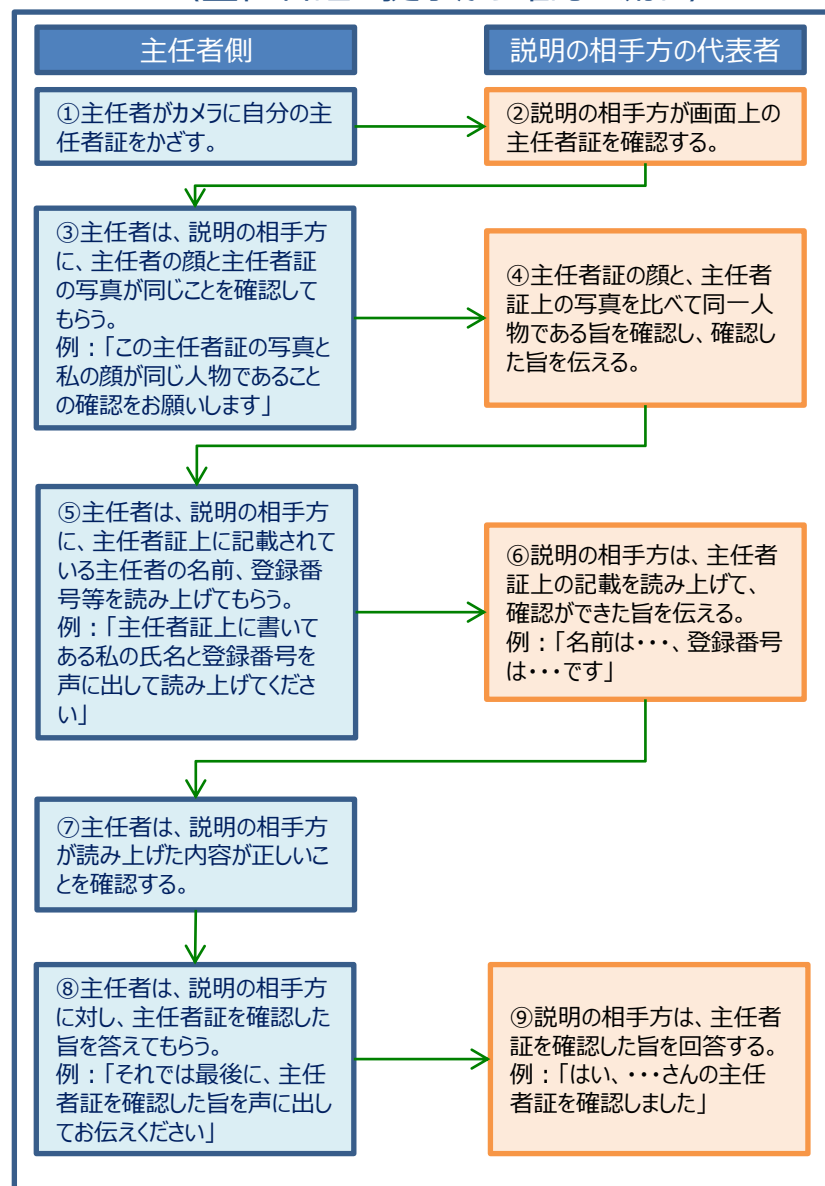 主任者側
説明の相手方の代表者
①主任者がカメラに自分の主
任者証をかざす。
②説明の相手方が画面上の
主任者証を確認する。
③主任者は、説明の相手方
に、主任者の顔と主任者証
の写真が同じことを確認して
もらう。
例：「この主任者証の写真と
私の顔が同じ人物であること
の確認をお願いします」
④主任者証の顔と、主任者
証上の写真を比べて同一人
物である旨を確認し、確認し
た旨を伝える。
⑤主任者は、説明の相手方
に、主任者証上に記載されて
いる主任者の名前、登録番
号等を読み上げてもらう。
例：「主任者証上に書いて
ある私の氏名と登録番号を
声に出して読み上げてくださ
い」
⑥説明の相手方は、主任者
証上の記載を読み上げて、
確認ができた旨を伝える。
例：「名前は・・・、登録番号
は・・・です」
⑦主任者は、説明の相手方
が読み上げた内容が正しいこ
とを確認する。
⑧主任者は、説明の相手方
に対し、主任者証を確認した
旨を答えてもらう。
例：「それでは最後に、主任
者証を確認した旨を声に出し
てお伝えください」
⑨説明の相手方は、主任者
証を確認した旨を回答する。
例：「はい、・・・さんの主任
者証を確認しました」